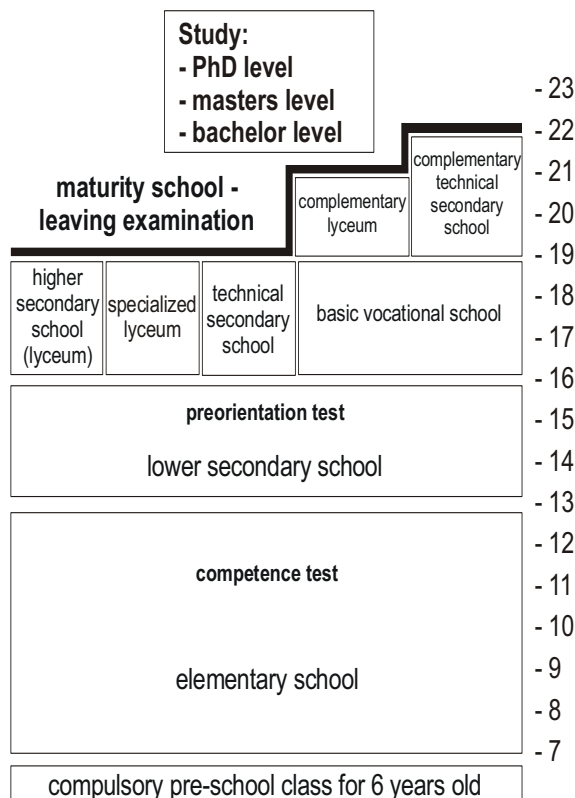 Study:
- PhD level
- masters level
- bachelor level
maturity school -
leaving examination
complementary
lyceum
complementary
technical
secondary
school
higher
secondary
school
(lyceum)
specialized
lyceum
technical
secondary
school
basic vocational school
preorientation test
lower secondary school
competence test
elementary school
compulsory pre-school class for 6 years old
- 23
- 22
- 21
- 20
- 19
- 18
- 17
- 16
- 15
- 14
- 13
- 12
- 11
- 10
- 9
- 8
- 7